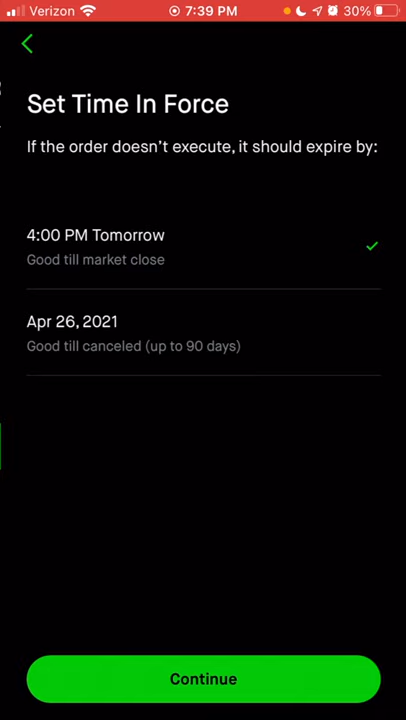 Verizon 7:39 PM 30%
Set Time In Force
If the order doesn't execute, it should expire by:
4:00 PM Tomorrow
Good till market close
Apr 26, 2021
Good till canceled (up to 90 days)
Continue